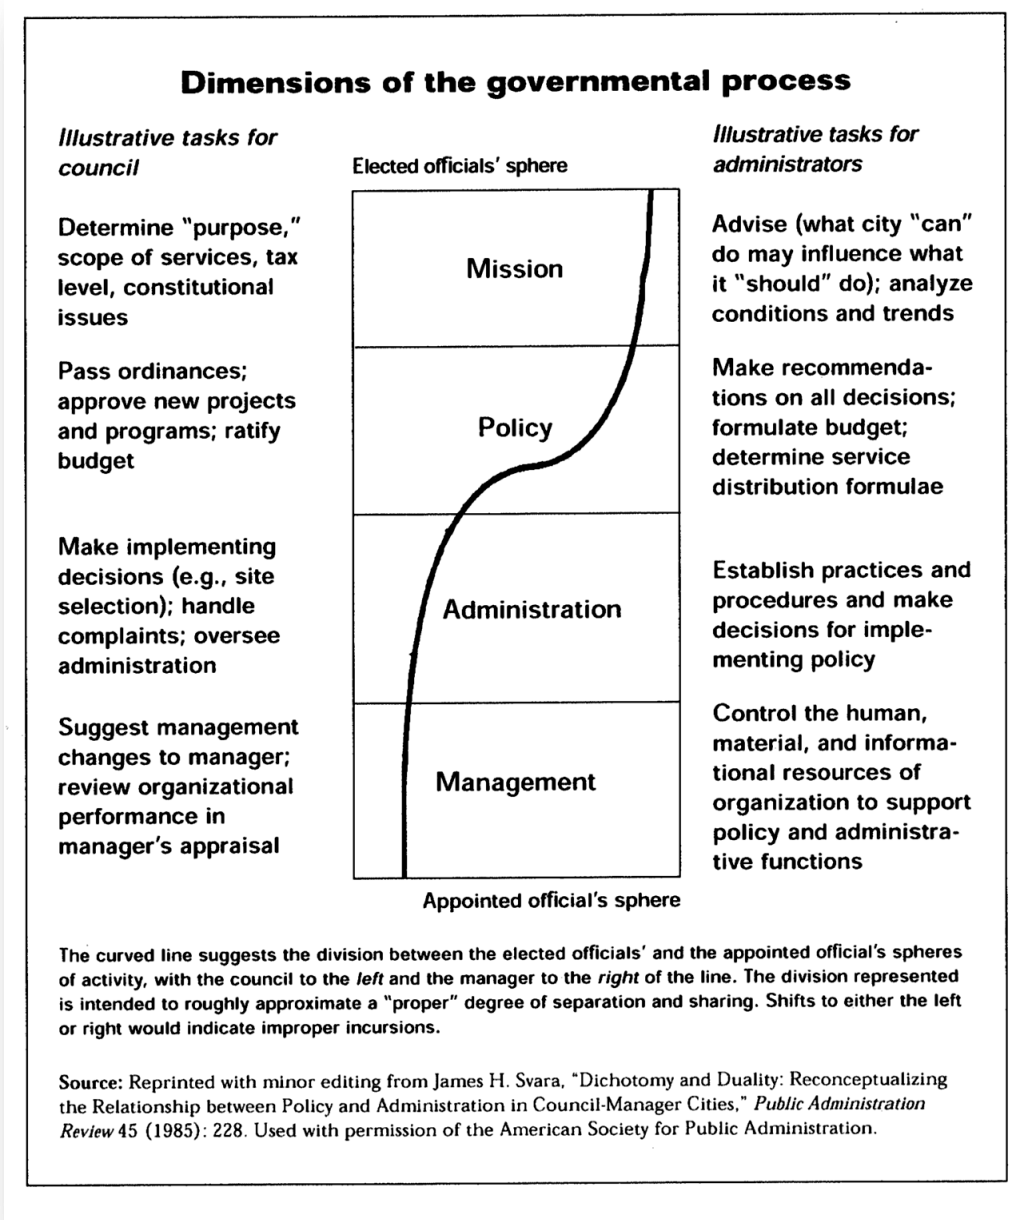 Dimensions of the governmental process
Illustrative tasks for
council
Elected officials' sphere
Illustrative tasks for
administrators
Determine "purpose,"
scope of services, tax
level, constitutional
issues
Mission
Advise (what city "can"
do may influence what
it "should" do); analyze
conditions and trends
Pass ordinances;
approve new projects
and programs; ratify
budget
Policy
Make recommenda-
tions on all decisions;
formulate budget;
determine service
distribution formulae
Make implementing
decisions (e.g., site
selection); handle
complaints; oversee
administration
Administration
Establish practices and
procedures and make
decisions for imple-
menting policy
Suggest management
changes to manager;
review organizational
performance in
manager's appraisal
Management
Control the human,
material, and informa-
tional resources of
organization to support
policy and administra-
tive functions
Appointed official's sphere
The curved line suggests the division between the elected officials' and the appointed official's spheres
of activity, with the council to the left and the manager to the right of the line. The division represented
is intended to roughly approximate a "proper" degree of separation and sharing. Shifts to either the left
or right would indicate improper incursions.
Source: Reprinted with minor editing from James H. Svara, "Dichotomy and Duality: Reconceptualizing
the Relationship between Policy and Administration in Council-Manager Cities," Public Administration
Review 45 (1985): 228. Used with permission of the American Society for Public Administration.